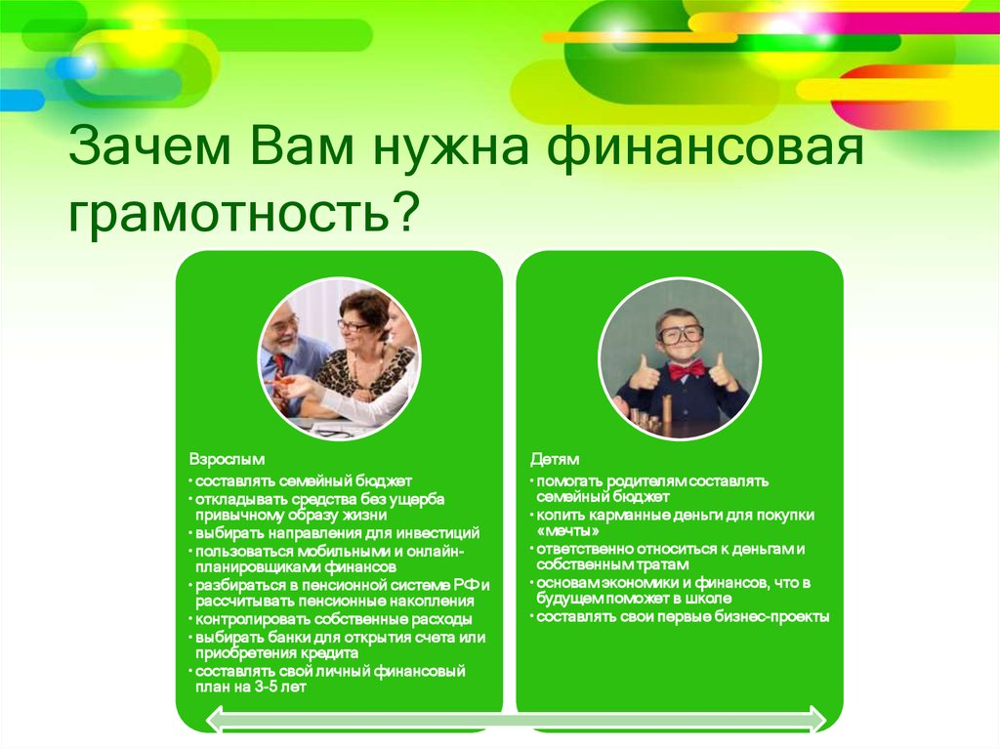 Зачем Вам нужна финансовая
грамотность?
Взрослым
• составлять семейный бюджет
• откладывать средства без ущерба
привычному образу жизни
• выбирать направления для инвестиций
• пользоваться мобильными и онлайн-
планировщиками финансов
• разбираться в пенсионной системе РФ и
рассчитывать пенсионные накопления
• контролировать собственные расходы
• выбирать банки для открытия счета или
приобретения кредита
• составлять свой личный финансовый
план на 3-5 лет
Детям
• помогать родителям составлять
семейный бюджет
• копить карманные деньги для покупки
«мечты»
• ответственно относиться к деньгам и
собственным тратам
• основам экономики и финансов, что в
будущем поможет в школе
• составлять свои первые бизнес-проекты